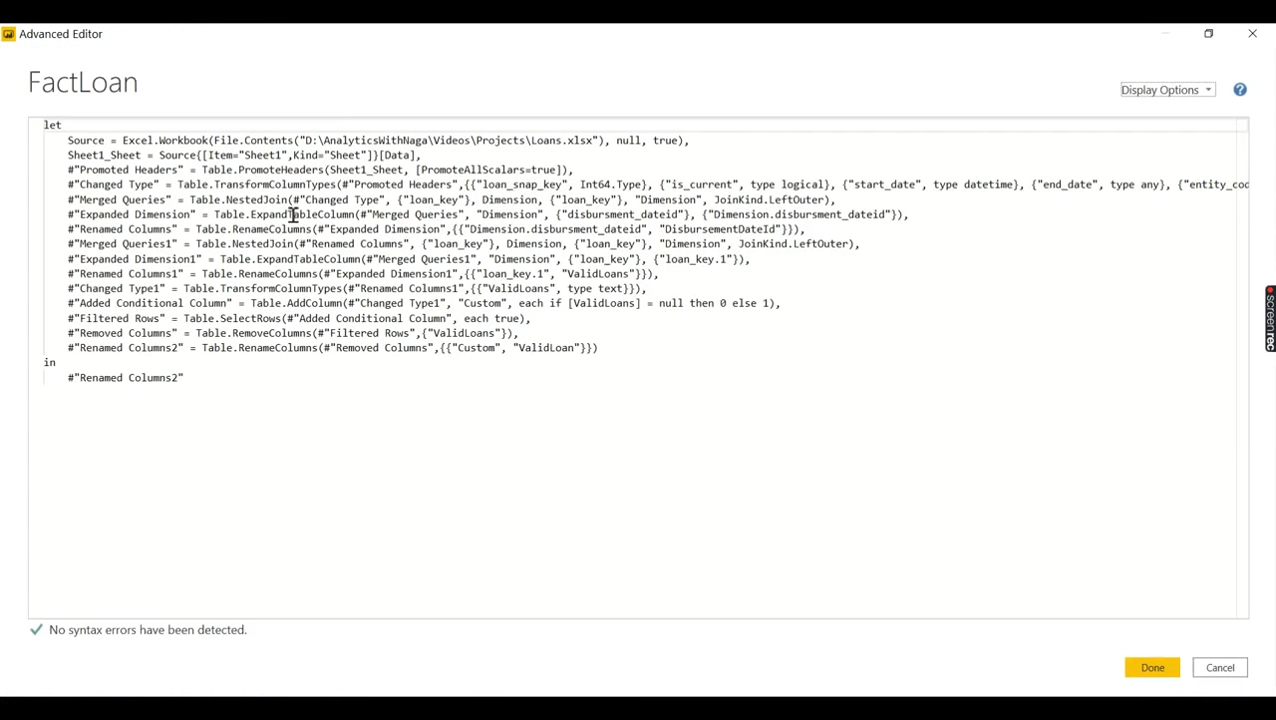 Advanced Editor
FactLoan
Display Options
let
Source = Excel.Workbook(File.Contents("D:\AnalyticsWithNaga\Videos\Projects\Loans.xlsx"), null, true),
Sheet1_Sheet = Source{[Item="Sheet1",Kind="Sheet"]}[Data],
#"Promoted Headers" = Table.PromoteHeaders(Sheet1_Sheet, [PromoteAllScalars=true]),
#"Changed Type" = Table.TransformColumnTypes(#"Promoted Headers",{{"loan_snap_key", Int64.Type}, {"is_current", type logical}, {"start_date", type datetime}, {"end_date", type any}, {"entity_cod
#"Merged Queries" = Table.NestedJoin(#"Changed Type", {"loan_key"}, Dimension, {"loan_key"}, "Dimension", JoinKind.LeftOuter),
#"Expanded Dimension" = Table.ExpandTableColumn(#"Merged Queries", "Dimension", {"disbursment_dateid"}, {"Dimension.disbursment_dateid"}),
#"Renamed Columns" = Table.RenameColumns(#"Expanded Dimension",{{"Dimension.disbursment_dateid", "DisbursementDateId"}}),
#"Merged Queries1" = Table.NestedJoin(#"Renamed Columns", {"loan_key"}, Dimension, {"loan_key"}, "Dimension", JoinKind.LeftOuter),
#"Expanded Dimension1" = Table.ExpandTableColumn(#"Merged Queries1", "Dimension", {"loan_key"}, {"loan_key.1"}),
#"Renamed Columns1" = Table.RenameColumns(#"Expanded Dimension1",{{"loan_key.1", "ValidLoans"}}),
#"Changed Type1" = Table.TransformColumnTypes(#"Renamed Columns1",{{"ValidLoans", type text}}),
#"Added Conditional Column" = Table.AddColumn(#"Changed Type1", "Custom", each if [ValidLoans] = null then 0 else 1),
#"Filtered Rows" = Table.SelectRows(#"Added Conditional Column", each true),
#"Removed Columns" = Table.RemoveColumns(#"Filtered Rows",{"ValidLoans"}),
#"Renamed Columns2" = Table.RenameColumns(#"Removed Columns",{{"Custom", "ValidLoan"}})
in
#"Renamed Columns2"
screenrec
No syntax errors have been detected.
Done
Cancel